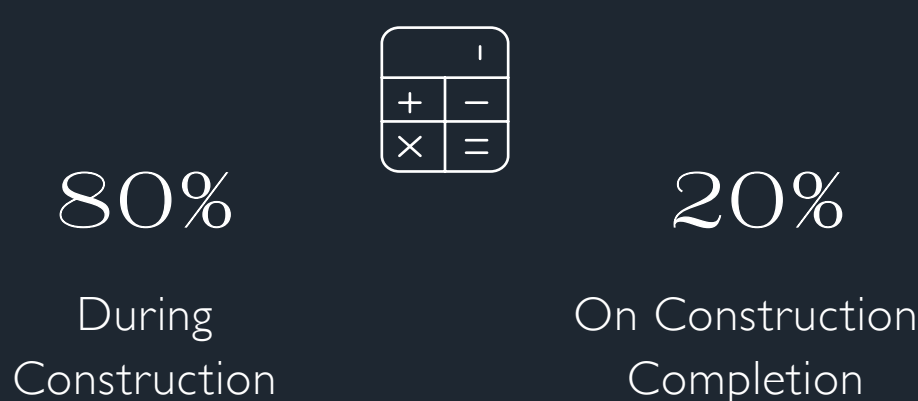 80%
During
Construction
20%
On Construction
Completion